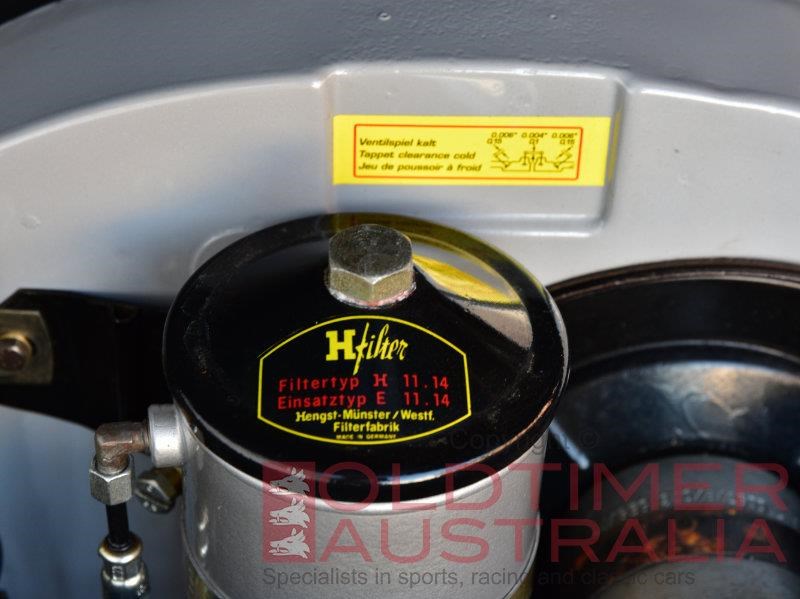 0.006" 0.004" 0.006"
0,15 0,1 0,15
Ventilspiel kalt
Tappet clearance cold
Jeu de poussoir à froid
Hfilter
Filtertyp H 11.14
Einsatztyp E 11.14
Hengst-Münster/Westf.
Filterfabrik
MADE IN GERMANY
Copyright ©
OLDTIMER
AUSTRALIA
Specialists in sports, racing and classic cars